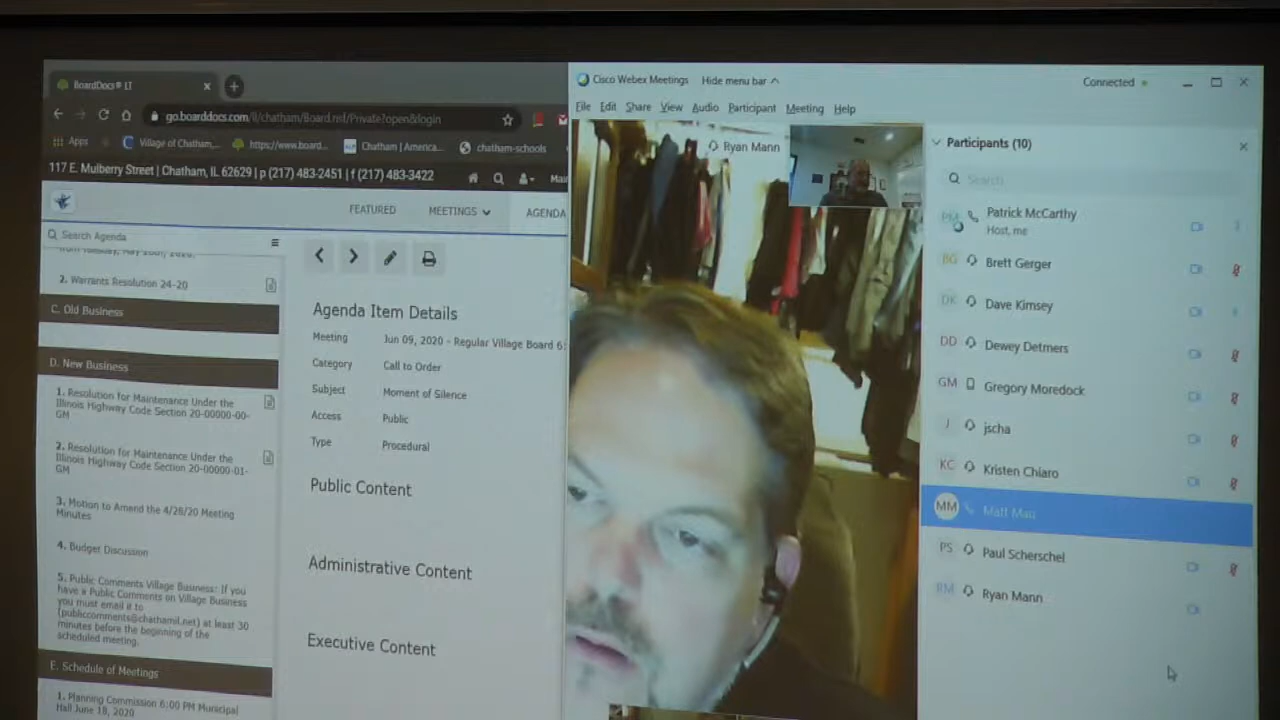 BoardDocs® LT
go.boarddocs.com/il/chatham/Board.nsf/Private?open&login
Apps
Village of Chatham,...
https://www.board...
Chatham | America...
chatham-schools
117 E. Mulberry Street | Chatham, IL 62629 | p (217) 483-2451 | f (217) 483-3422
FEATURED
MEETINGS
AGENDA
Search Agenda
2. Warrants Resolution 24-20
C. Old Business
D. New Business
1. Resolution for Maintenance Under the
Illinois Highway Code Section 20-00000-00-
GM
2. Resolution for Maintenance Under the
Illinois Highway Code Section 20-00000-01-
GM
3. Motion to Amend the 4/28/20 Meeting
Minutes
4. Budget Discussion
5. Public Comments Village Business: If you
have a Public Comments on Village Business
you must email it to
(publiccomments@chathamil.net) at least 30
minutes before the beginning of the
scheduled meeting.
E. Schedule of Meetings
1. Planning Commission 6:00 PM Municipal
Hall June 18, 2020
Agenda Item Details
Meeting Jun 09, 2020 - Regular Village Board 6:
Category Call to Order
Subject Moment of Silence
Access Public
Type Procedural
Public Content
Administrative Content
Executive Content
Cisco Webex Meetings Hide menu bar
Connected
File Edit Share View Audio Participant Meeting Help
Ryan Mann
Participants (10)
Search
PM Patrick McCarthy
Host, me
BG Brett Gerger
DK Dave Kimsey
DD Dewey Detmers
GM Gregory Moredock
J jscha
KC Kristen Chiaro
MM Matt Mau
PS Paul Scherschel
RM Ryan Mann